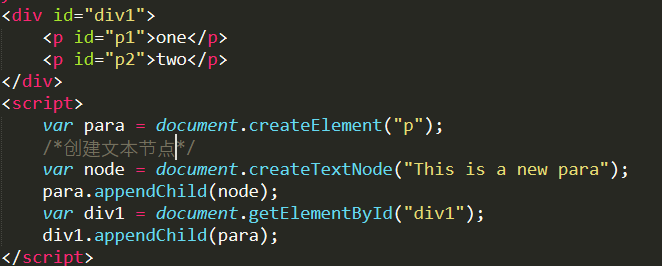 <div id="div1">
    <p id="p1">one</p>
    <p id="p2">two</p>
</div>
<script>
    var para = document.createElement("p");
    /*创建文本节点*/
    var node = document.createTextNode("This is a new para");
    para.appendChild(node);
    var div1 = document.getElementById("div1");
    div1.appendChild(para);
</script>